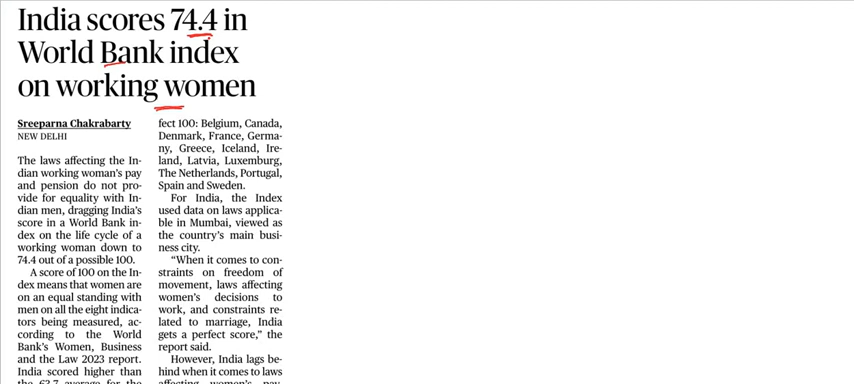 India scores 74.4 in
World Bank index
on working women
Sreeparna Chakrabarty
NEW DELHI
The laws affecting the In-
dian working woman's pay
and pension do not pro-
vide for equality with In-
dian men, dragging India's
score in a World Bank in-
dex on the life cycle of a
working woman down to
74.4 out of a possible 100.
A score of 100 on the In-
dex means that women are
on an equal standing with
men on all the eight indica-
tors being measured, ac-
cording to the World
Bank's Women, Business
and the Law 2023 report.
India scored higher than
the 63.7 average for the
fect 100: Belgium, Canada,
Denmark, France, Germa-
ny, Greece, Iceland, Ire-
land, Latvia, Luxemburg,
The Netherlands, Portugal,
Spain and Sweden.
For India, the Index
used data on laws applica-
ble in Mumbai, viewed as
the country's main busi-
ness city.
“When it comes to con-
straints on freedom of
movement, laws affecting
women's decisions to
work, and constraints re-
lated to marriage, India
gets a perfect score,” the
report said.
However, India lags be-
hind when it comes to laws
affecting women's pay,